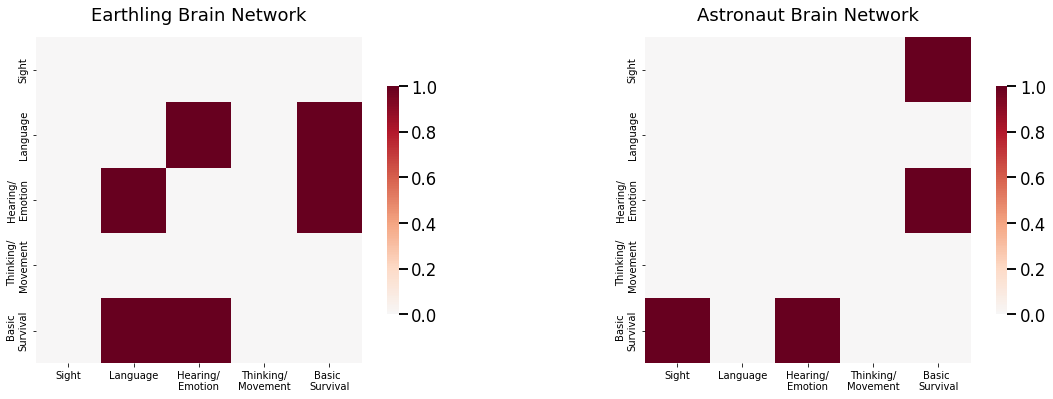 Earthling Brain Network
Astronaut Brain Network
Sight
Language
Hearing/
Emotion
Thinking/
Movement
Basic
Survival
Sight
Language
Hearing/
Emotion
Thinking/
Movement
Basic
Survival
1.0
0.8
0.6
0.4
0.2
0.0
Sight
Language
Hearing/
Emotion
Thinking/
Movement
Basic
Survival
Sight
Language
Hearing/
Emotion
Thinking/
Movement
Basic
Survival
1.0
0.8
0.6
0.4
0.2
0.0